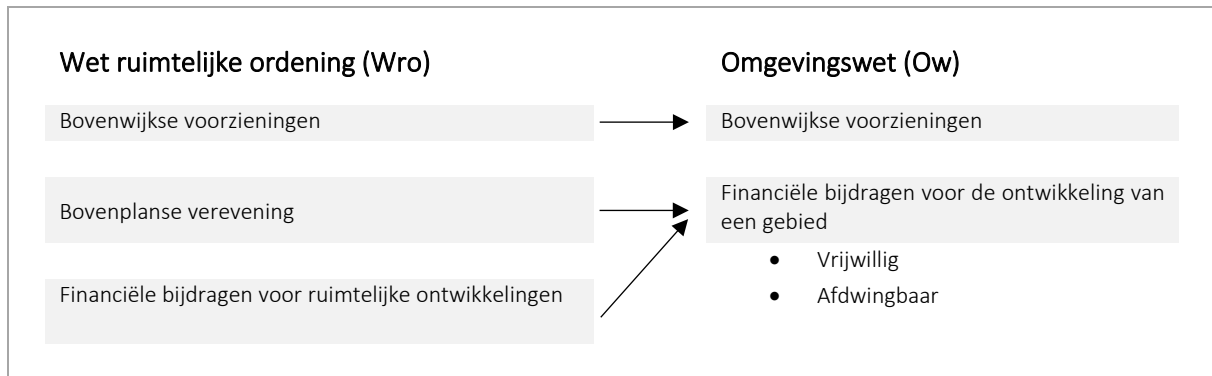 Wet ruimtelijke ordening (Wro)
Bovenwijkse voorzieningen
Bovenplanse verevening
Financiële bijdragen voor ruimtelijke ontwikkelingen
Omgevingswet (Ow)
Bovenwijkse voorzieningen
Financiële bijdragen voor de ontwikkeling van
een gebied
• Vrijwillig
• Afdwingbaar